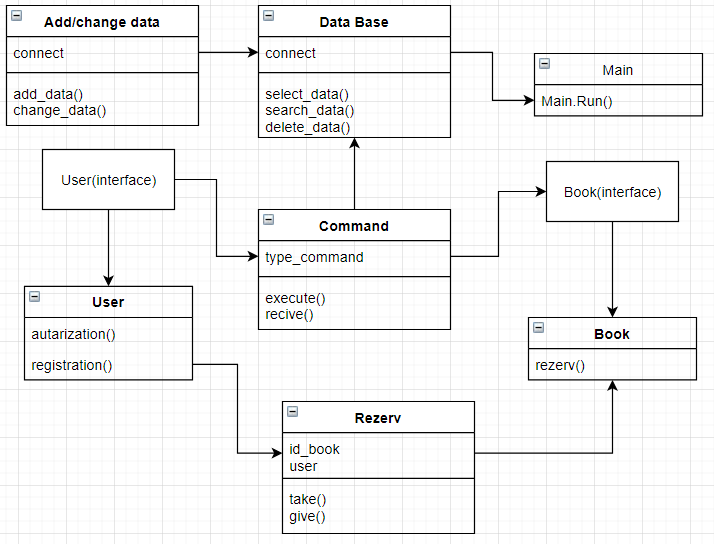 Add/change data
connect
add_data()
change_data()
Data Base
connect
select_data()
search_data()
delete_data()
Main
Main.Run()
User(interface)
Command
type_command
execute()
recive()
Book(interface)
User
autarization()
registration()
Book
rezerv()
Rezerv
id_book
user
take()
give()